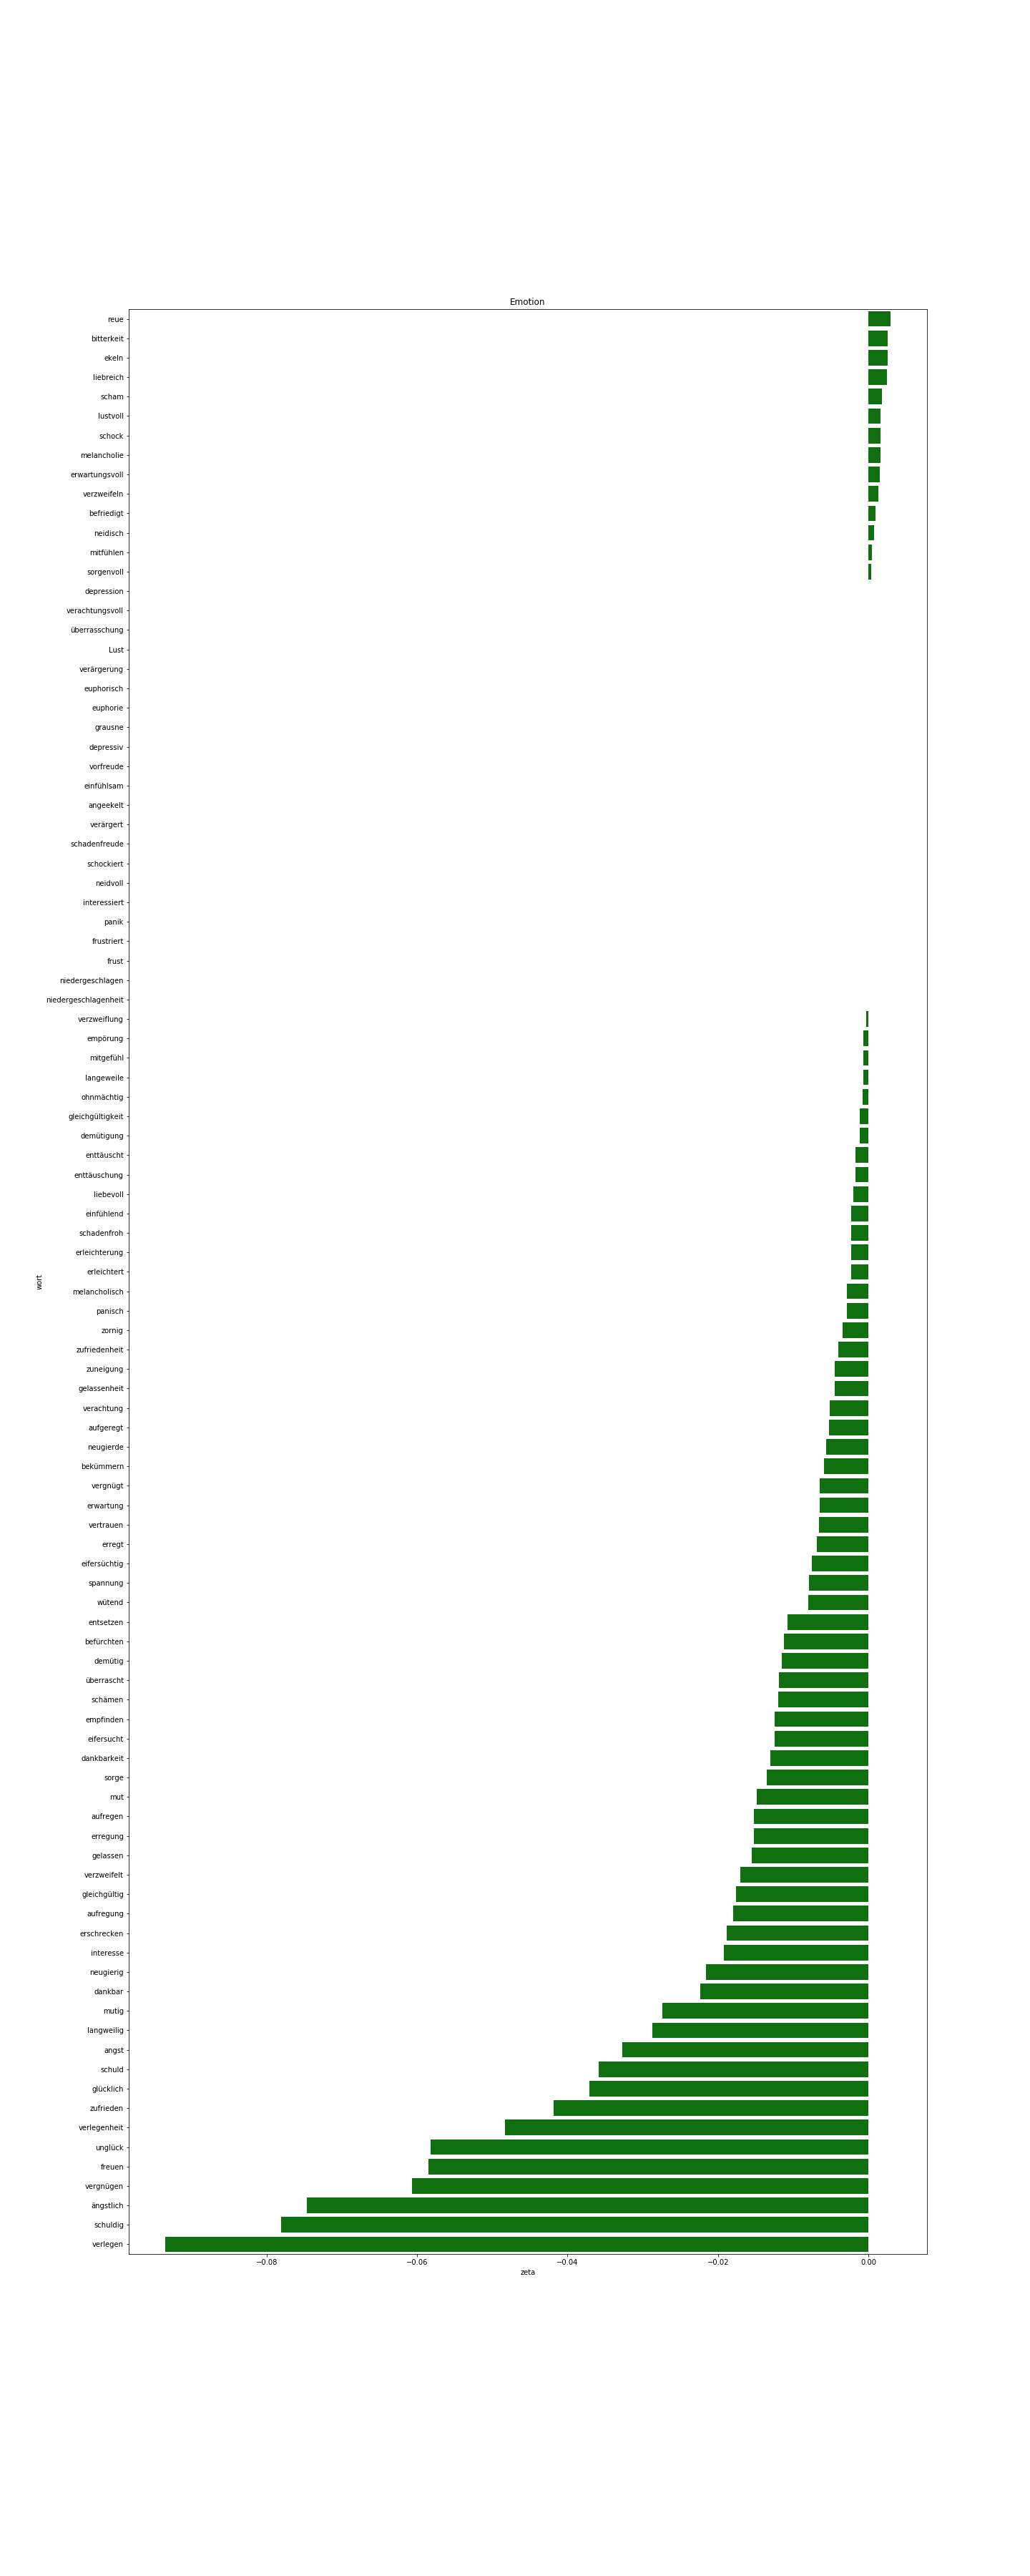 Emotion
reue
bitterkeit
ekeln
liebreich
scham
lustvoll
schock
melancholie
erwartungsvoll
verzweifeln
befriedigt
neidisch
mitfühlen
sorgenvoll
depression
verachtungsvoll
überrasschung
Lust
verärgerung
euphorisch
euphorie
grausne
depressiv
vorfreude
einfühlsam
angeekelt
verärgert
schadenfreude
schockiert
neidvoll
interessiert
panik
frustriert
frust
niedergeschlagen
niedergeschlagenheit
verzweiflung
empörung
mitgefühl
langeweile
ohnmächtig
gleichgültigkeit
demütigung
enttäuscht
enttäuschung
liebevoll
einfühlend
schadenfroh
erleichterung
erleichtert
melancholisch
panisch
zornig
zufriedenheit
zuneigung
gelassenheit
verachtung
aufgeregt
neugierde
bekümmern
vergnügt
erwartung
vertrauen
erregt
eifersüchtig
spannung
wütend
entsetzen
befürchten
demütig
überrascht
schämen
empfinden
eifersucht
dankbarkeit
sorge
mut
aufregen
erregung
gelassen
verzweifelt
gleichgültig
aufregung
erschrecken
interesse
neugierig
dankbar
mutig
langweilig
angst
schuld
glücklich
zufrieden
verlegenheit
unglück
freuen
vergnügen
ängstlich
schuldig
verlegen
wort
−0.08 −0.06 −0.04 −0.02 0.00
zeta